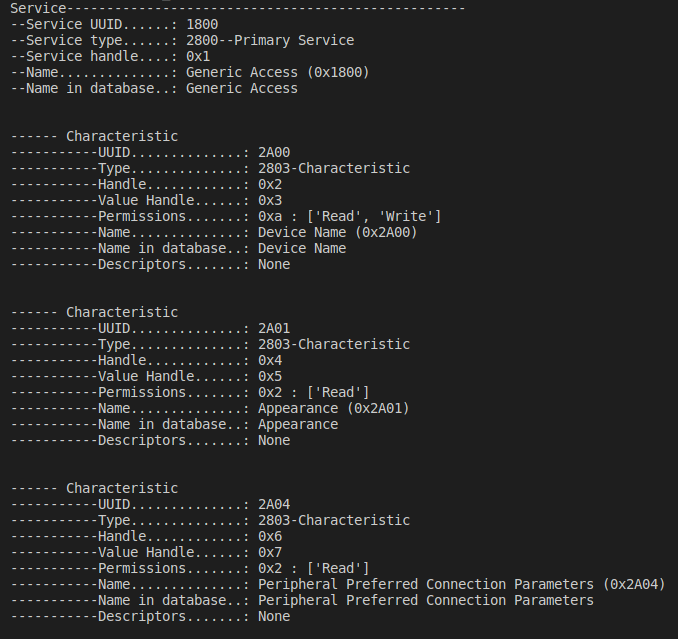 Service--------------------------------------------------
--Service UUID......: 1800
--Service type......: 2800--Primary Service
--Service handle....: 0x1
--Name..............: Generic Access (0x1800)
--Name in database..: Generic Access
------ Characteristic
-----------UUID..............: 2A00
-----------Type..............: 2803-Characteristic
-----------Handle............: 0x2
-----------Value Handle......: 0x3
-----------Permissions.......: 0xa : ['Read', 'Write']
-----------Name..............: Device Name (0x2A00)
-----------Name in database..: Device Name
-----------Descriptors.......: None
------ Characteristic
-----------UUID..............: 2A01
-----------Type..............: 2803-Characteristic
-----------Handle............: 0x4
-----------Value Handle......: 0x5
-----------Permissions.......: 0x2 : ['Read']
-----------Name..............: Appearance (0x2A01)
-----------Name in database..: Appearance
-----------Descriptors.......: None
------ Characteristic
-----------UUID..............: 2A04
-----------Type..............: 2803-Characteristic
-----------Handle............: 0x6
-----------Value Handle......: 0x7
-----------Permissions.......: 0x2 : ['Read']
-----------Name..............: Peripheral Preferred Connection Parameters (0x2A04)
-----------Name in database..: Peripheral Preferred Connection Parameters
-----------Descriptors.......: None